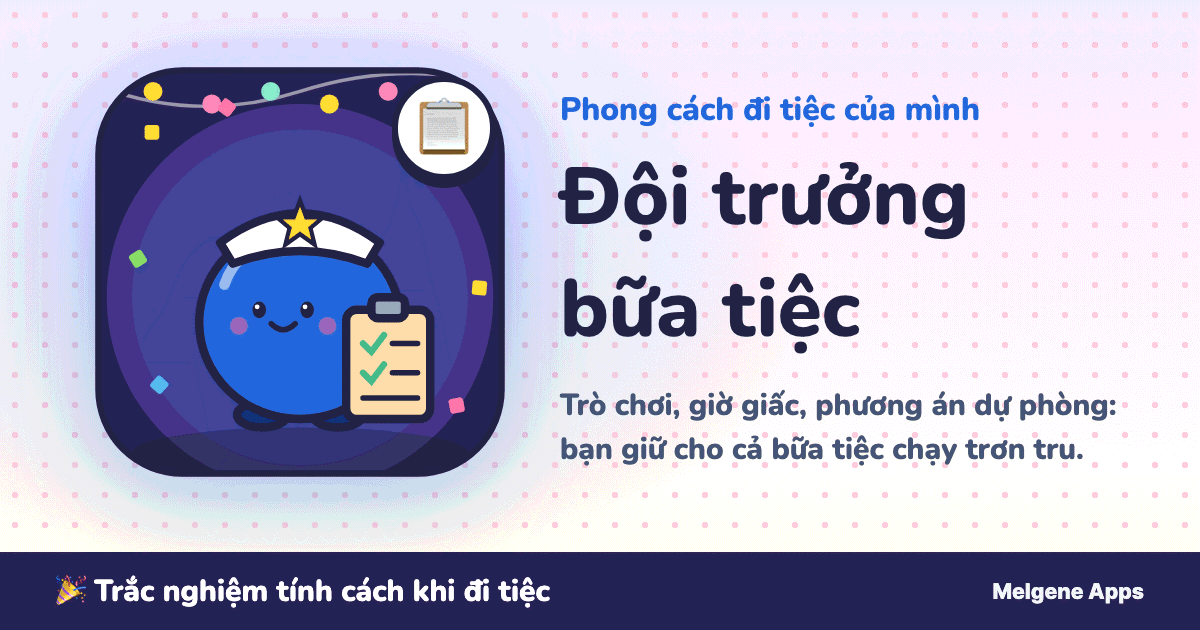 Phong cách đi tiệc của mình
Đội trưởng
bữa tiệc
Trò chơi, giờ giấc, phương án dự phòng:
bạn giữ cho cả bữa tiệc chạy trơn tru.
🎉 Trắc nghiệm tính cách khi đi tiệc
Melgene Apps